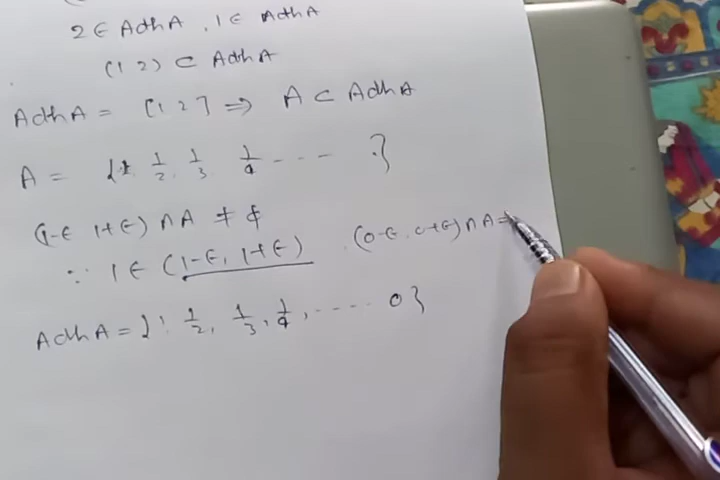 2 ∈ Adh A , 1 ∈ Adh A
(1 2) ⊂ Adh A
Adh A = [1 2] ⇒ A ⊂ Adh A
A = {1, 1/2, 1/3, 1/4 ---- }
(1-ϵ 1+ϵ) ∩ A ≠ ϕ
∵ 1 ∈ (1-ϵ, 1+ϵ) . (0-ϵ, 0+ϵ) ∩ A =
Adh A = {1, 1/2, 1/3, 1/4, ---- 0}